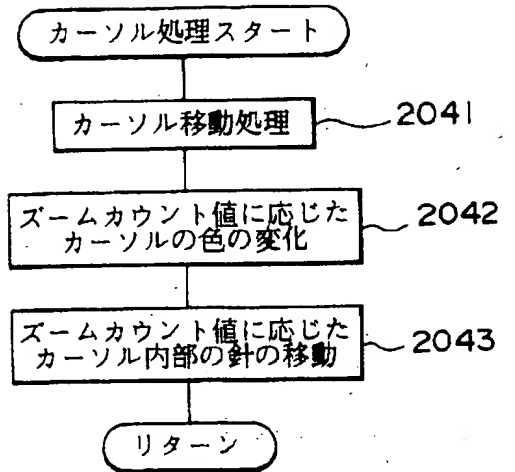 カーソル処理スタート
カーソル移動処理
2041
ズームカウント値に応じた
カーソルの色の変化
2042
ズームカウント値に応じた
カーソル内部の針の移動
2043
リターン